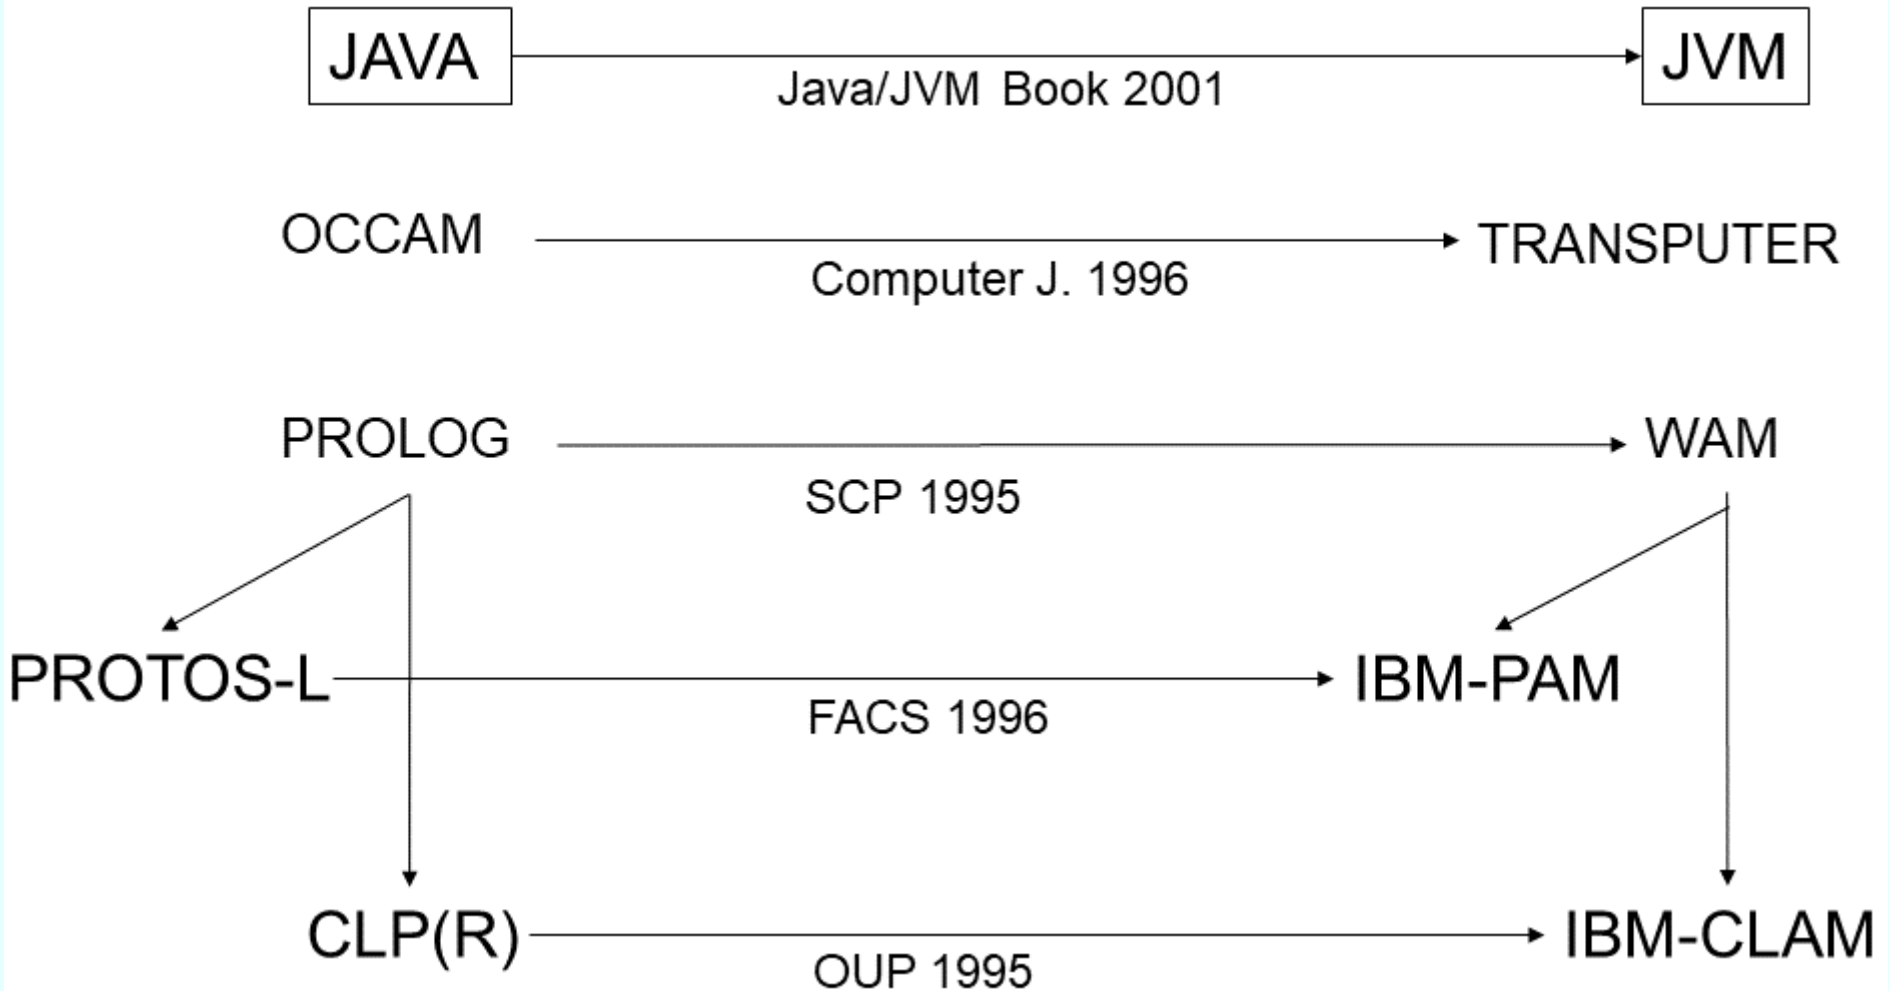 JAVA
JVM
Java/JVM Book 2001
OCCAM
TRANSPUTER
Computer J. 1996
PROLOG
WAM
SCP 1995
PROTOS-L
IBM-PAM
FACS 1996
CLP(R)
IBM-CLAM
OUP 1995